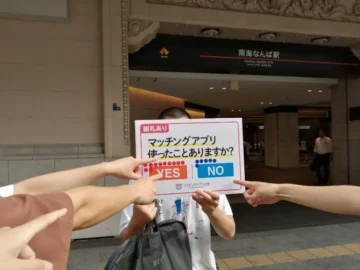 南海なんば駅
謝礼あり
マッチングアプリ
使ったことありますか?
YES
NO